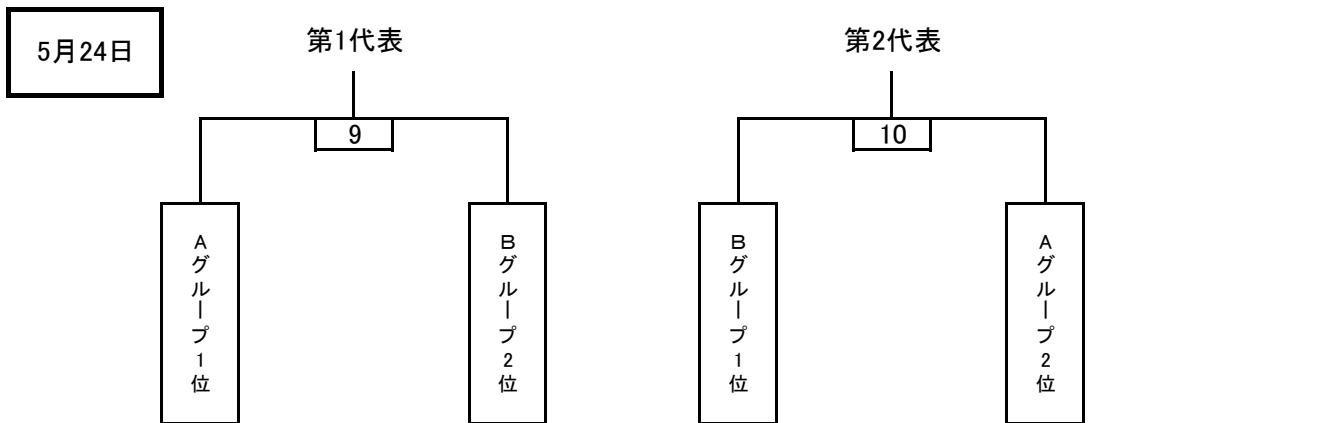 5月24日
第1代表
第2代表
9
10
Aグループ1位
Bグループ2位
Bグループ1位
Aグループ2位